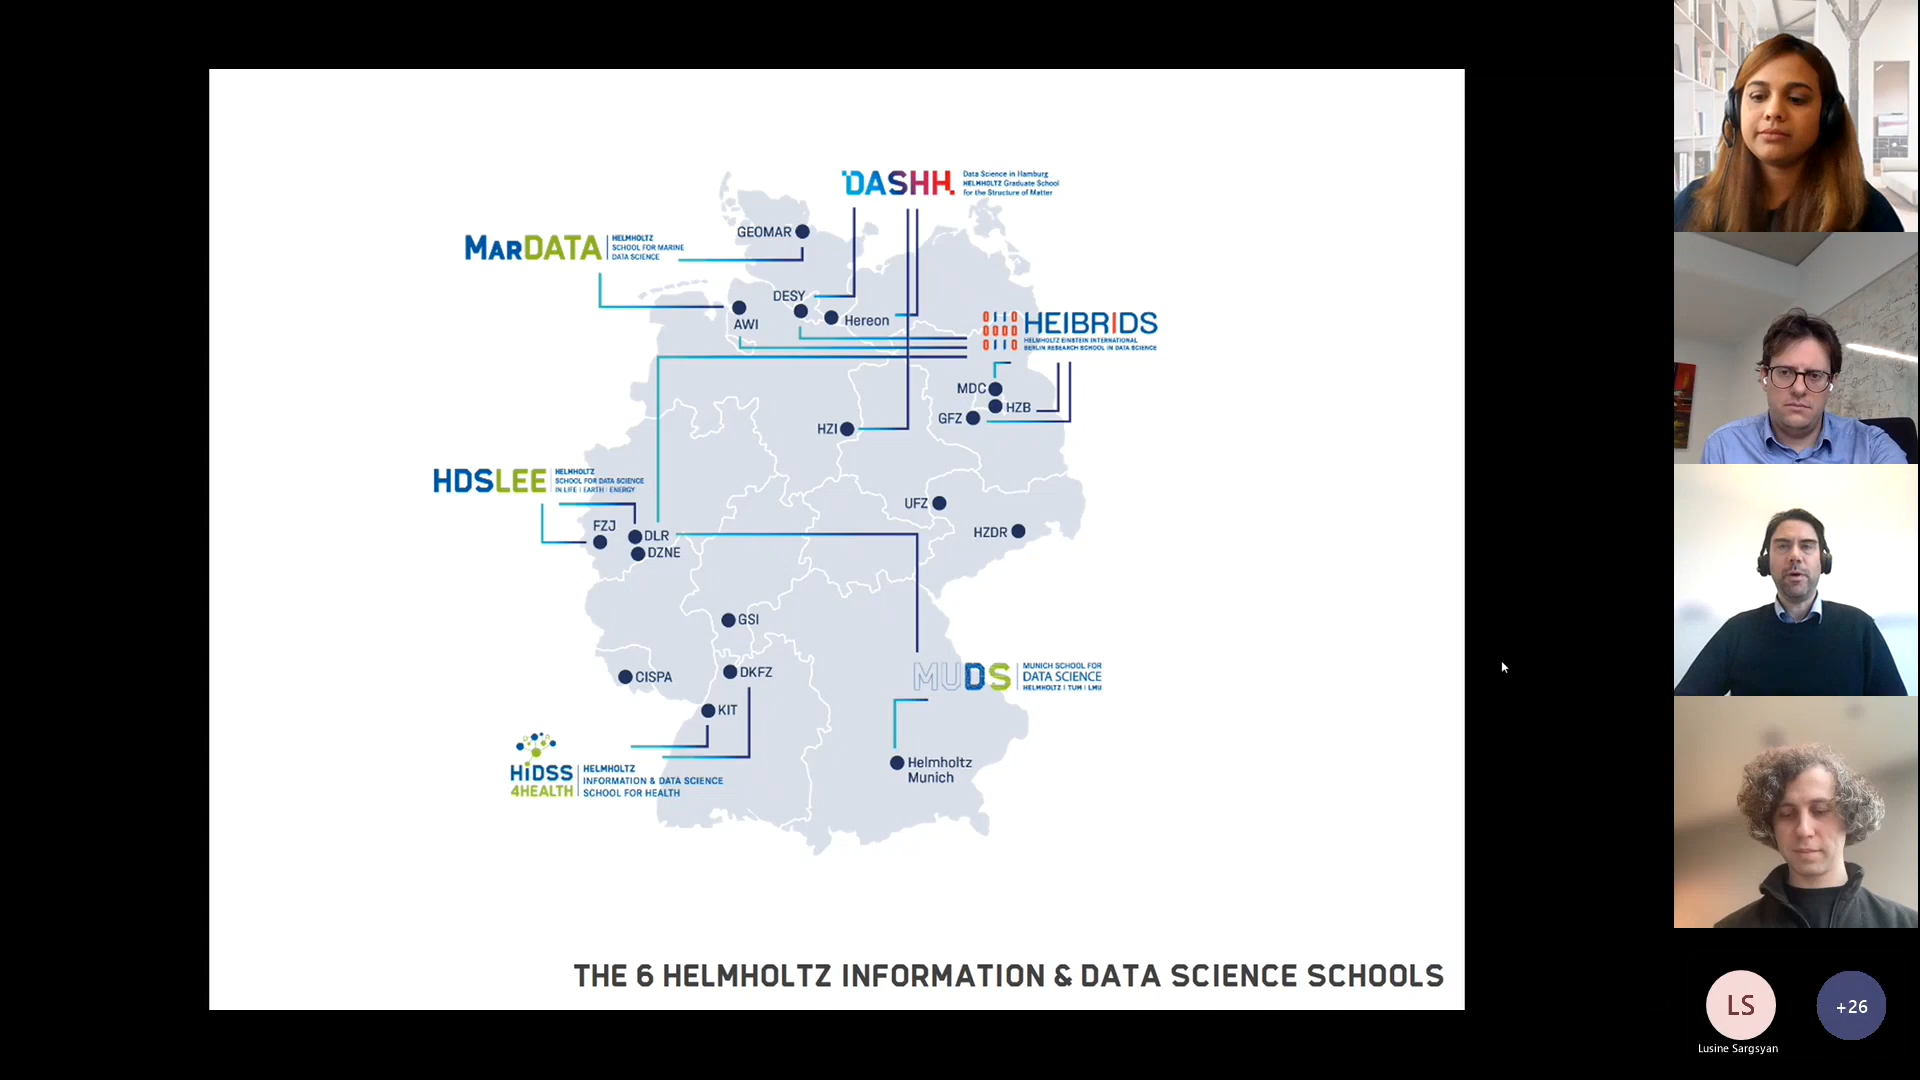 DASHH.
Data Science in Hamburg
HELMHOLTZ Graduate School
for the Structure of Matter
GEOMAR
MARDATA
HELMHOLTZ
SCHOOL FOR MARINE
DATA SCIENCE
DESY
AWI
Hereon
HEIBRIDS
HELMHOLTZ EINSTEIN INTERNATIONAL
BERLIN RESEARCH SCHOOL IN DATA SCIENCE
MDC
HZB
GFZ
HZI
HDSLEE
HELMHOLTZ
SCHOOL FOR DATA SCIENCE
IN LIFE | EARTH | ENERGY
UFZ
FZJ
DLR
HZDR
DZNE
GSI
CISPA
DKFZ
MUDS
MUNICH SCHOOL FOR
DATA SCIENCE
HELMHOLTZ | TUM | LMU
KIT
HiDSS
4HEALTH
HELMHOLTZ
INFORMATION & DATA SCIENCE
SCHOOL FOR HEALTH
Helmholtz
Munich
THE 6 HELMHOLTZ INFORMATION & DATA SCIENCE SCHOOLS
LS
+26
Lusine Sargsyan